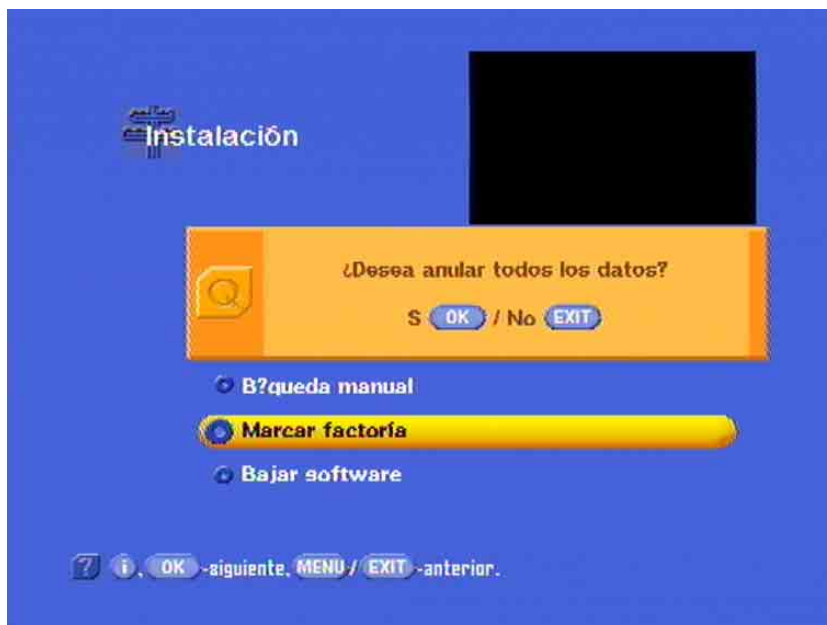 Instalación
¿Desea anular todos los datos?
S OK / No EXIT
B?queda manual
Marcar factoría
Bajar software
? i, OK -siguiente, MENU / EXIT -anterior.